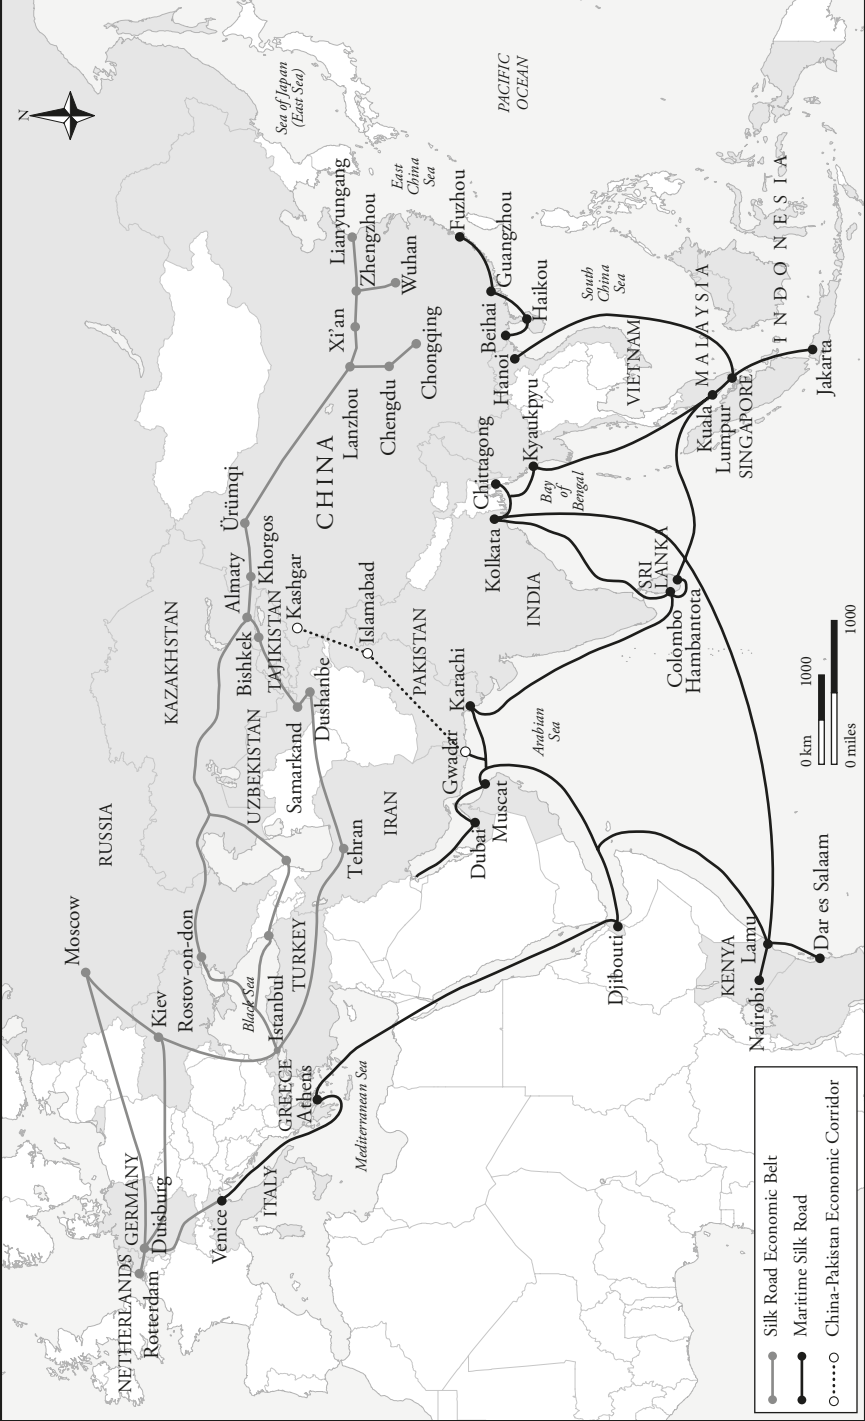 N
RUSSIA
Moscow
NETHERLANDS
Rotterdam
GERMANY
Duisburg
Kiev
Rostov-on-don
KAZAKHSTAN
Venice
ITALY
GREECE
Athens
Istanbul
Black Sea
TURKEY
Mediterranean Sea
UZBEKISTAN
Samarkand
Bishkek
TAJIKISTAN
Dushanbe
Almaty
Khorgos
Kashgar
Ürümqi
Tehran
IRAN
Islamabad
PAKISTAN
CHINA
Lanzhou
Xi'an
Zhengzhou
Lianyungang
Wuhan
Chengdu
Chongqing
Sea of Japan
(East Sea)
East
China
Sea
PACIFIC
OCEAN
Fuzhou
Guangzhou
Beihai
Haikou
Hanoi
South
China
Sea
VIETNAM
Karachi
Gwadar
Dubai
Muscat
Arabian
Sea
INDIA
Kolkata
Chittagong
Kyaukpyu
Bay
of
Bengal
SRI
LANKA
Colombo
Hambantota
MALAYSIA
Kuala
Lumpur
SINGAPORE
INDONESIA
Jakarta
Djibouti
KENYA
Lamu
Nairobi
Dar es Salaam
Silk Road Economic Belt
Maritime Silk Road
China-Pakistan Economic Corridor
0 km 1000
0 miles 1000